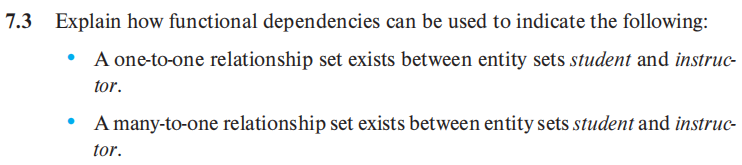 7.3 Explain how functional dependencies can be used to indicate the following:
• A one-to-one relationship set exists between entity sets student and instruc-
tor.
• A many-to-one relationship set exists between entity sets student and instruc-
tor.